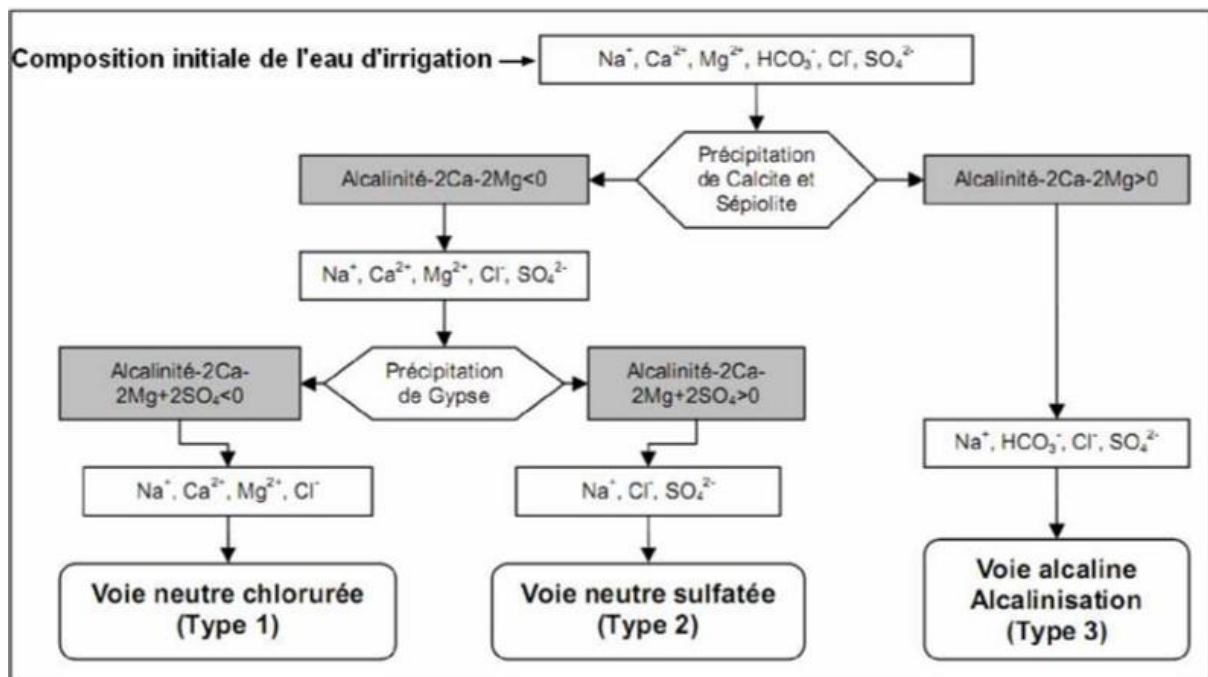 Composition initiale de l'eau d'irrigation
Na⁺, Ca²⁺, Mg²⁺, HCO₃⁻, Cl⁻, SO₄²⁻
Précipitation
de Calcite et
Sépiolite
Alcalinité-2Ca-2Mg<0
Alcalinité-2Ca-2Mg>0
Na⁺, Ca²⁺, Mg²⁺, Cl⁻, SO₄²⁻
Alcalinité-2Ca-
2Mg+2SO₄<0
Précipitation
de Gypse
Alcalinité-2Ca-
2Mg+2SO₄>0
Na⁺, Ca²⁺, Mg²⁺, Cl⁻
Na⁺, Cl⁻, SO₄²⁻
Na⁺, HCO₃⁻, Cl⁻, SO₄²⁻
Voie neutre chlorurée
(Type 1)
Voie neutre sulfatée
(Type 2)
Voie alcaline
Alcalinisation
(Type 3)